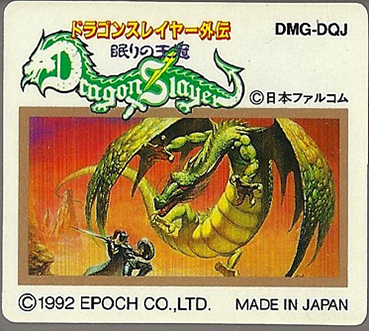 ドラゴンスレイヤー外伝
DMG-DQJ
眠りの王冠
Dragon Slayer
©日本ファルコム
©1992 EPOCH CO.,LTD.
MADE IN JAPAN